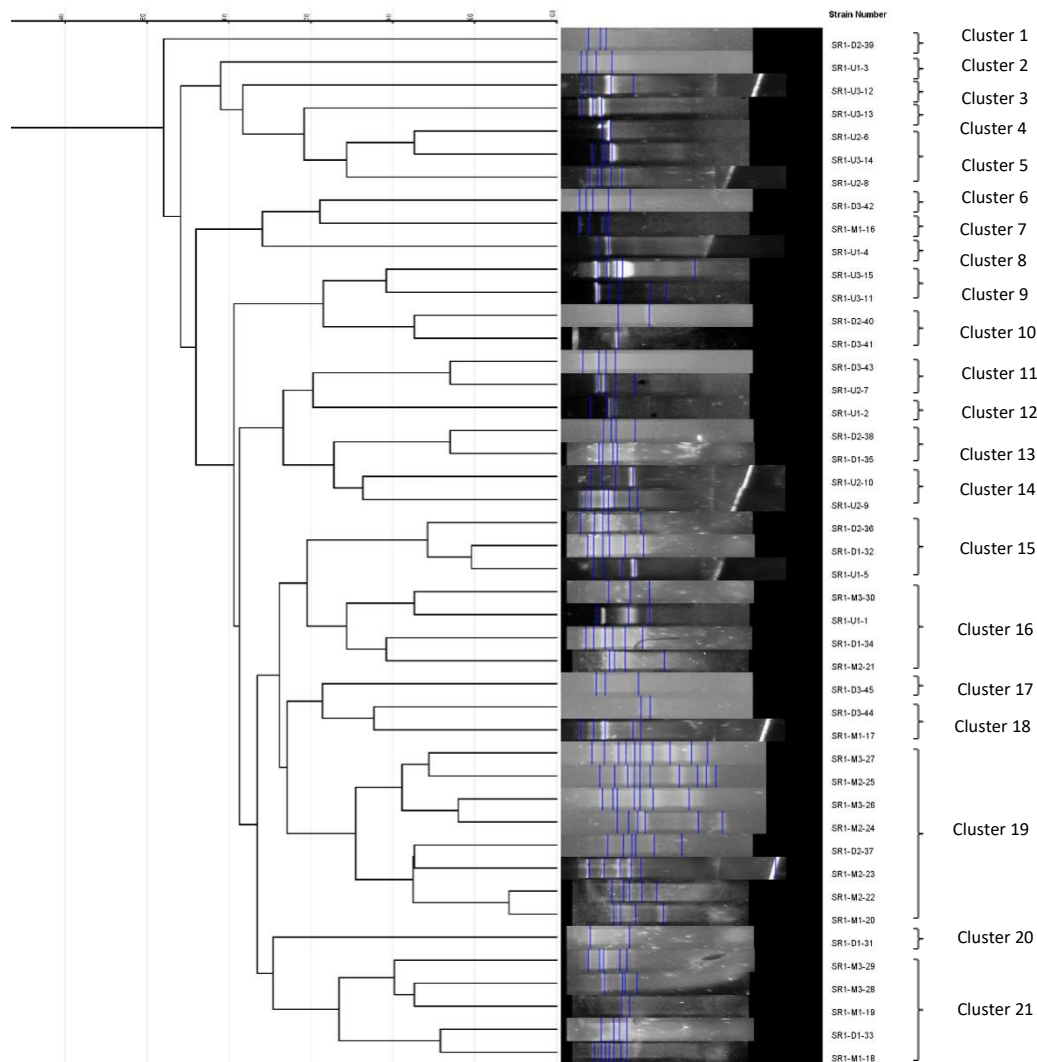 Strain Number
SR1-D2-39
Cluster 1
SR1-U1-3
Cluster 2
SR1-U3-12
Cluster 3
SR1-U3-13
Cluster 4
SR1-U2-6
SR1-U3-14
Cluster 5
SR1-U2-8
SR1-D3-42
Cluster 6
SR1-M1-16
Cluster 7
SR1-U1-4
Cluster 8
SR1-U3-15
SR1-U3-11
Cluster 9
SR1-D2-40
Cluster 10
SR1-D3-41
SR1-D3-43
Cluster 11
SR1-U2-7
SR1-U1-2
Cluster 12
SR1-D2-38
Cluster 13
SR1-D1-35
SR1-U2-10
Cluster 14
SR1-U2-9
SR1-D2-36
SR1-D1-32
Cluster 15
SR1-U1-5
SR1-M3-30
SR1-U1-1
Cluster 16
SR1-D1-34
SR1-M2-21
SR1-D3-45
Cluster 17
SR1-D3-44
Cluster 18
SR1-M1-17
SR1-M3-27
SR1-M2-25
SR1-M3-26
SR1-M2-24
Cluster 19
SR1-D2-37
SR1-M2-23
SR1-M2-22
SR1-M1-20
SR1-D1-31
Cluster 20
SR1-M3-29
SR1-M3-28
SR1-M1-19
Cluster 21
SR1-D1-33
SR1-M1-18